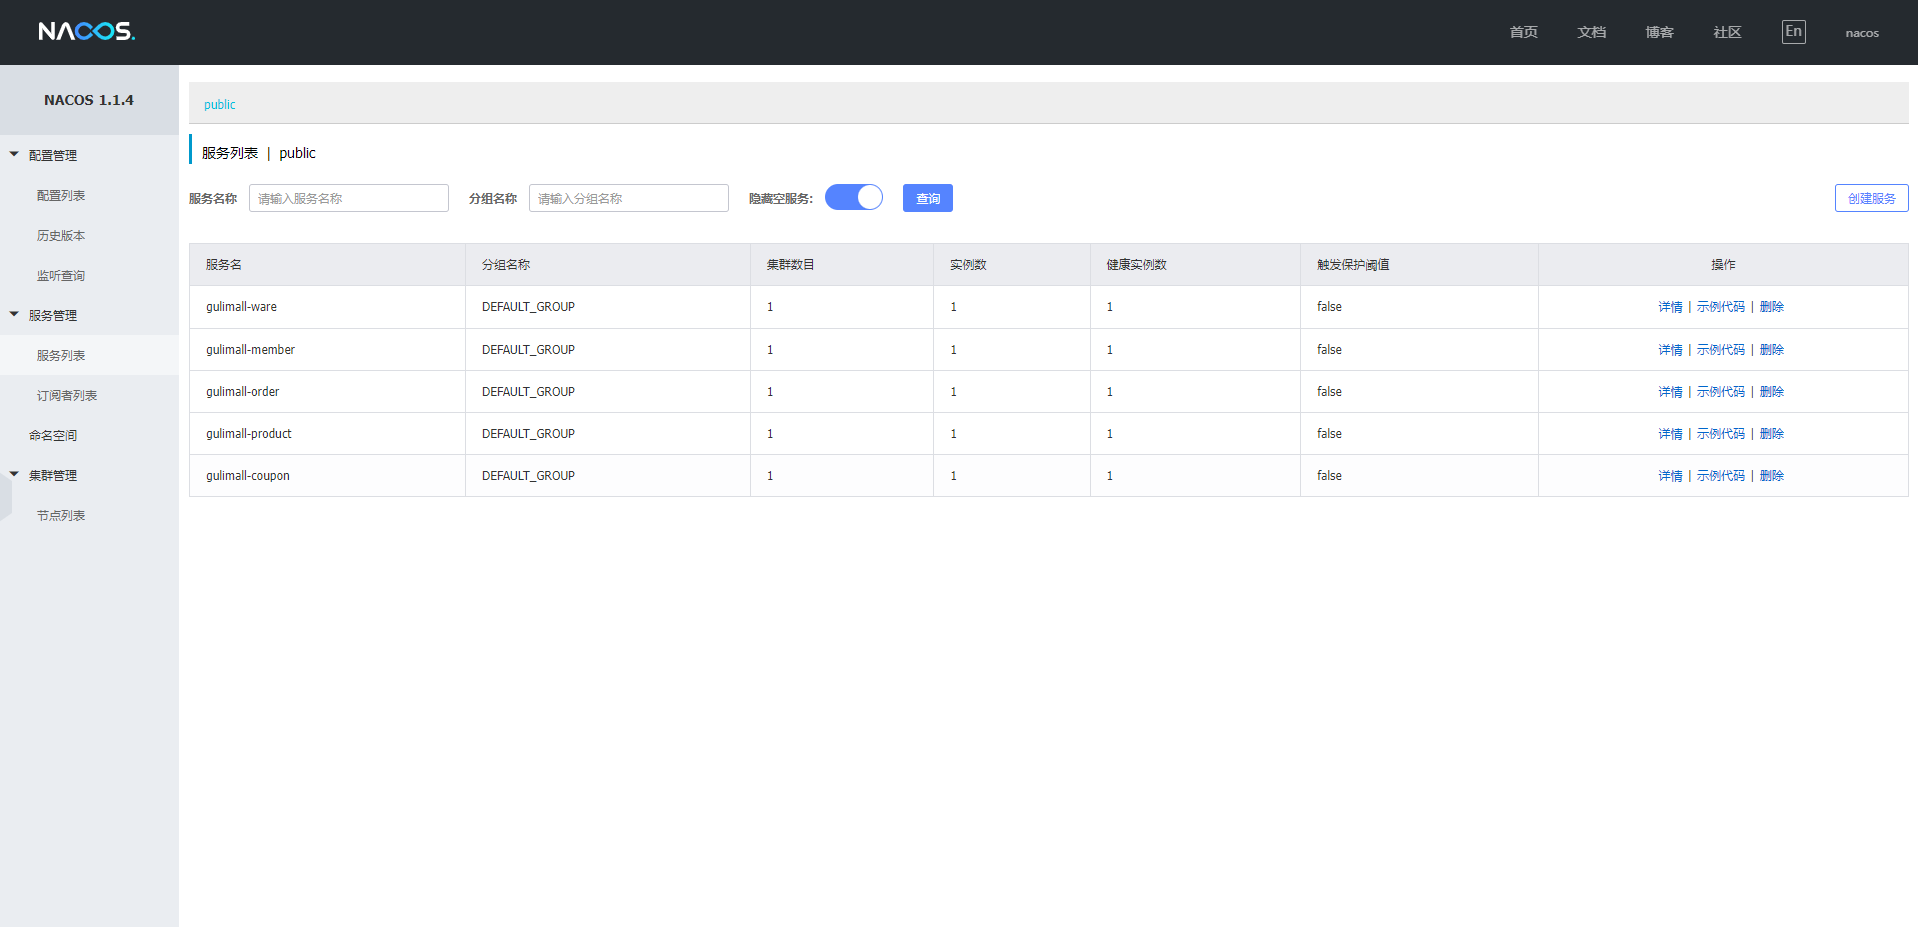 NACOS.
首页 文档 博客 社区 En nacos
NACOS 1.1.4
配置管理
配置列表
历史版本
监听查询
服务管理
服务列表
订阅者列表
命名空间
集群管理
节点列表
public
服务列表 | public
服务名称 请输入服务名称 分组名称 请输入分组名称 隐藏空服务: 查询 创建服务
服务名 分组名称 集群数目 实例数 健康实例数 触发保护阈值 操作
gulimall-ware DEFAULT_GROUP 1 1 1 false 详情 | 示例代码 | 删除
gulimall-member DEFAULT_GROUP 1 1 1 false 详情 | 示例代码 | 删除
gulimall-order DEFAULT_GROUP 1 1 1 false 详情 | 示例代码 | 删除
gulimall-product DEFAULT_GROUP 1 1 1 false 详情 | 示例代码 | 删除
gulimall-coupon DEFAULT_GROUP 1 1 1 false 详情 | 示例代码 | 删除